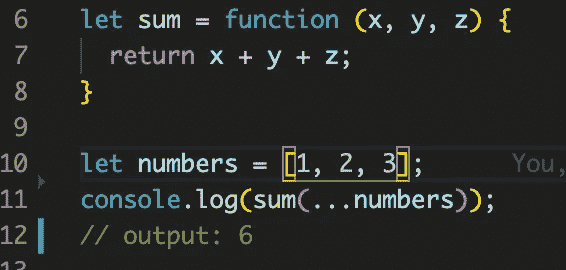 6 let sum = function (x, y, z) {
7 return x + y + z;
8 }
9
10 let numbers = [1, 2, 3]; You,
11 console.log(sum(...numbers));
12 // output: 6
13